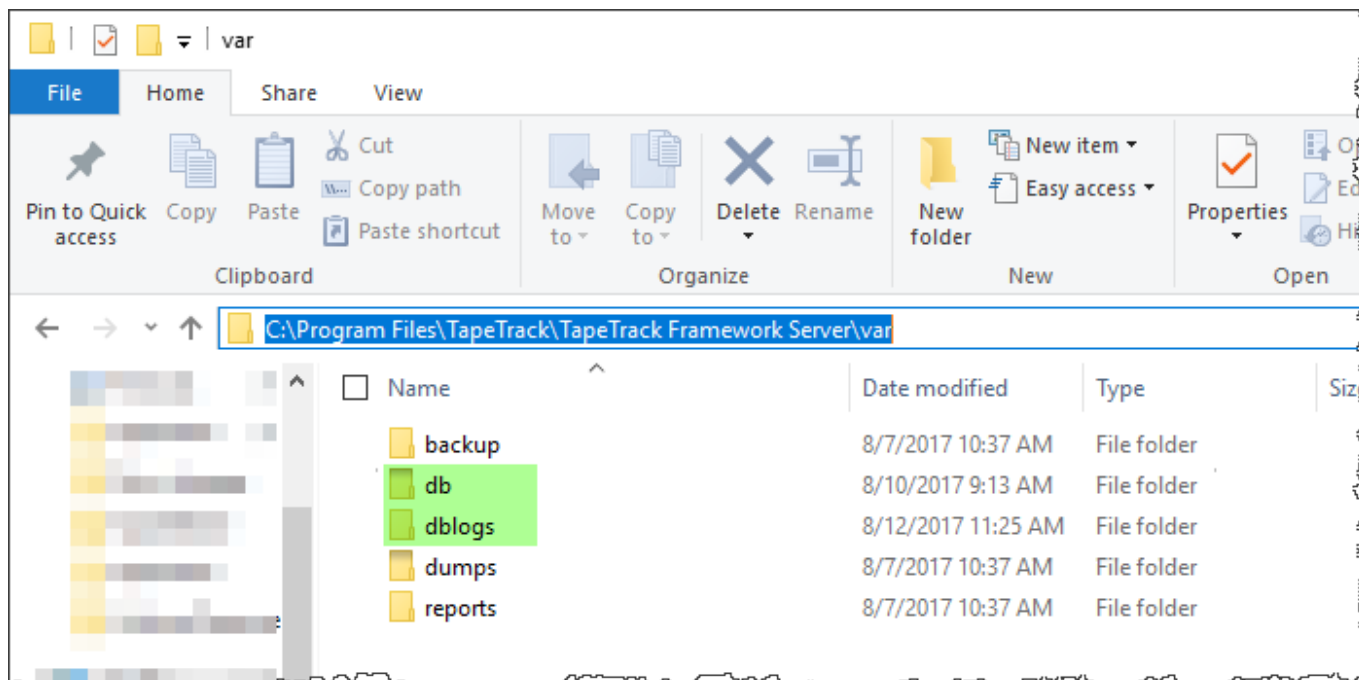 var
File Home Share View
Pin to Quick access
Copy
Paste
Cut
Copy path
Paste shortcut
Move to
Copy to
Delete
Rename
New folder
New item
Easy access
Properties
Clipboard Organize New Open
C:\Program Files\TapeTrack\TapeTrack Framework Server\var
Name Date modified Type
backup 8/7/2017 10:37 AM File folder
db 8/10/2017 9:13 AM File folder
dblogs 8/12/2017 11:25 AM File folder
dumps 8/7/2017 10:37 AM File folder
reports 8/7/2017 10:37 AM File folder